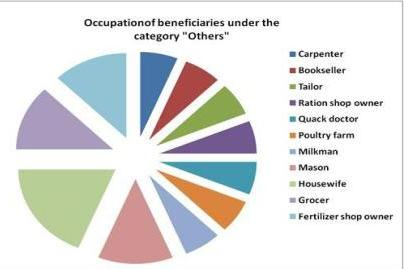 Occupationof beneficiaries under the
category "Others"
Carpenter
Bookseller
Tailor
Ration shop owner
Quack doctor
Poultry farm
Milkman
Mason
Housewife
Grocer
Fertilizer shop owner